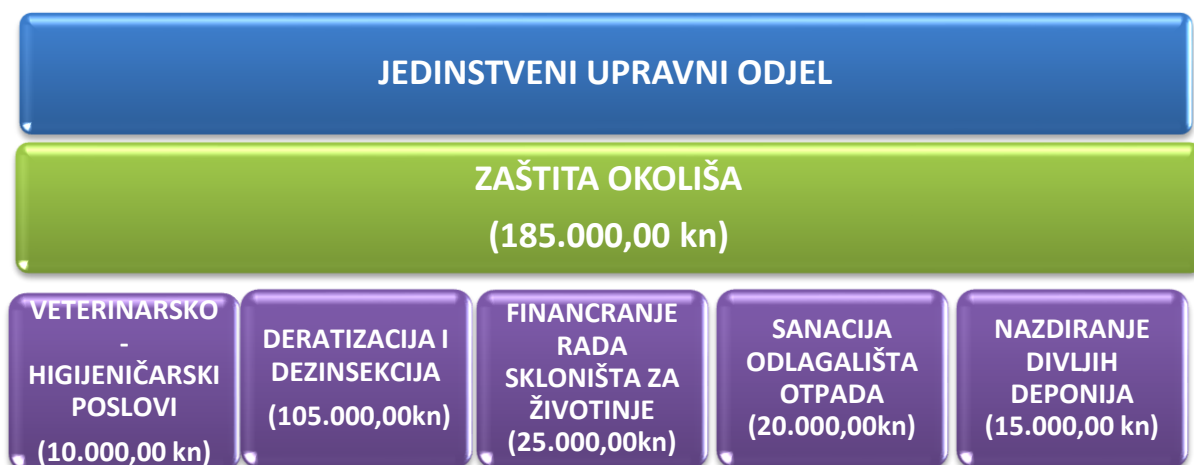 JEDINSTVENI UPRAVNI ODJEL
ZAŠTITA OKOLIŠA
(185.000,00 kn)
VETERINARSKO
-
HIGIJENIČARSKI
POSLOVI
(10.000,00 kn)
DERATIZACIJA I
DEZINSEKCIJA
(105.000,00kn)
FINANCRANJE
RADA
SKLONIŠTA ZA
ŽIVOTINJE
(25.000,00kn)
SANACIJA
ODLAGALIŠTA
OTPADA
(20.000,00kn)
NAZDIRANJE
DIVLJIH
DEPONIJA
(15.000,00 kn)